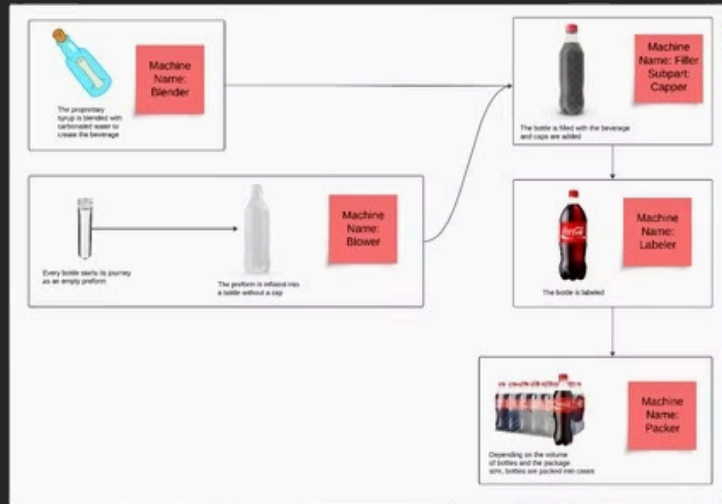 Machine
Name:
Blender
The proprietary
syrup is blended with
carbonated water to
create the beverage
Machine
Name: Filler
Subpart:
Capper
The bottle is filled with the beverage
and caps are added
Every bottle starts its journey
as an empty preform
The preform is inflated into
a bottle without a cap
Machine
Name:
Blower
Coca-Cola
The bottle is labeled
Machine
Name:
Labeler
Depending on the volume
of bottles and the package
size, bottles are packed into cases
Machine
Name:
Packer